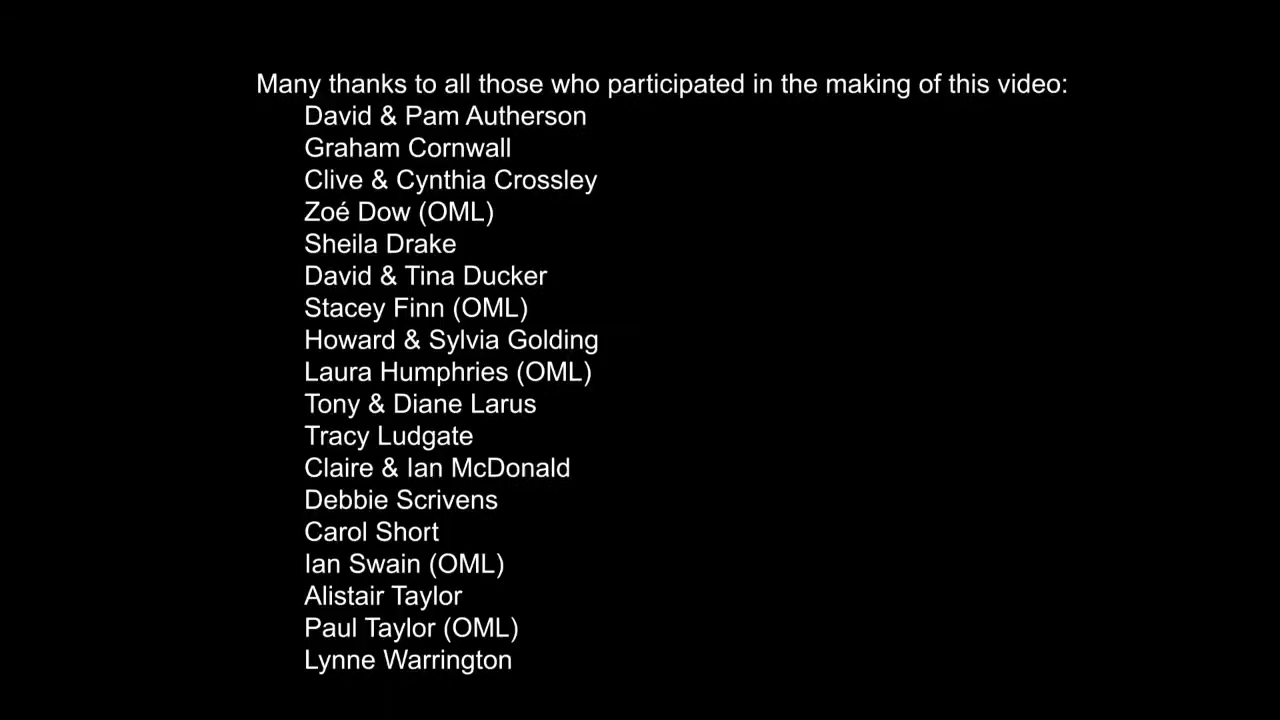 Many thanks to all those who participated in the making of this video:
David & Pam Autherson
Graham Cornwall
Clive & Cynthia Crossley
Zoé Dow (OML)
Sheila Drake
David & Tina Ducker
Stacey Finn (OML)
Howard & Sylvia Golding
Laura Humphries (OML)
Tony & Diane Larus
Tracy Ludgate
Claire & Ian McDonald
Debbie Scrivens
Carol Short
Ian Swain (OML)
Alistair Taylor
Paul Taylor (OML)
Lynne Warrington